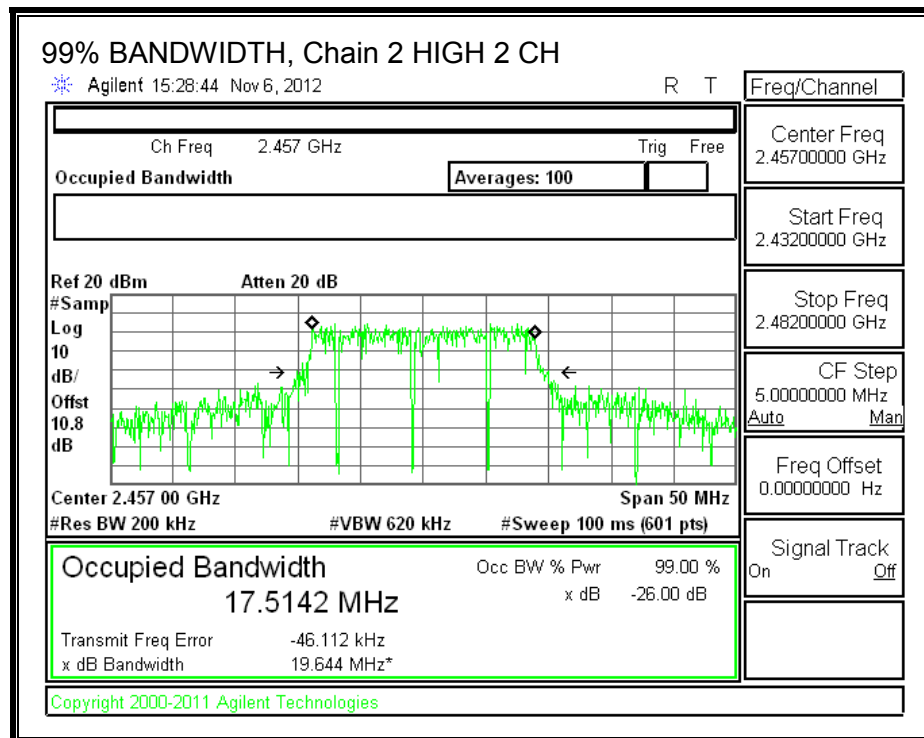 99% BANDWIDTH, Chain 2 HIGH 2 CH
Agilent 15:28:44 Nov 6, 2012 R T
Freq/Channel
Ch Freq 2.457 GHz Trig Free
Occupied Bandwidth Averages: 100
Center Freq
2.45700000 GHz
Start Freq
2.43200000 GHz
Stop Freq
2.48200000 GHz
CF Step
5.00000000 MHz
Auto Man
Freq Offset
0.00000000 Hz
Signal Track
On Off
Ref 20 dBm Atten 20 dB
#Samp
Log
10
dB/
Offst
10.8
dB
Center 2.457 00 GHz Span 50 MHz
#Res BW 200 kHz #VBW 620 kHz #Sweep 100 ms (601 pts)
Occupied Bandwidth
17.5142 MHz
Occ BW % Pwr 99.00 %
x dB -26.00 dB
Transmit Freq Error -46.112 kHz
x dB Bandwidth 19.644 MHz*
Copyright 2000-2011 Agilent Technologies